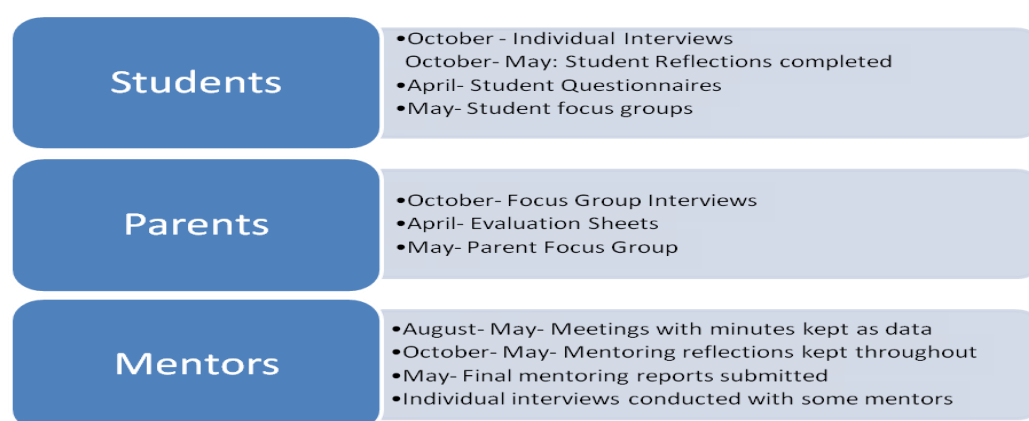 Students
•October - Individual Interviews
October- May: Student Reflections completed
•April- Student Questionnaires
•May- Student focus groups
Parents
•October- Focus Group Interviews
•April- Evaluation Sheets
•May- Parent Focus Group
Mentors
•August- May- Meetings with minutes kept as data
•October- May- Mentoring reflections kept throughout
•May- Final mentoring reports submitted
•Individual interviews conducted with some mentors